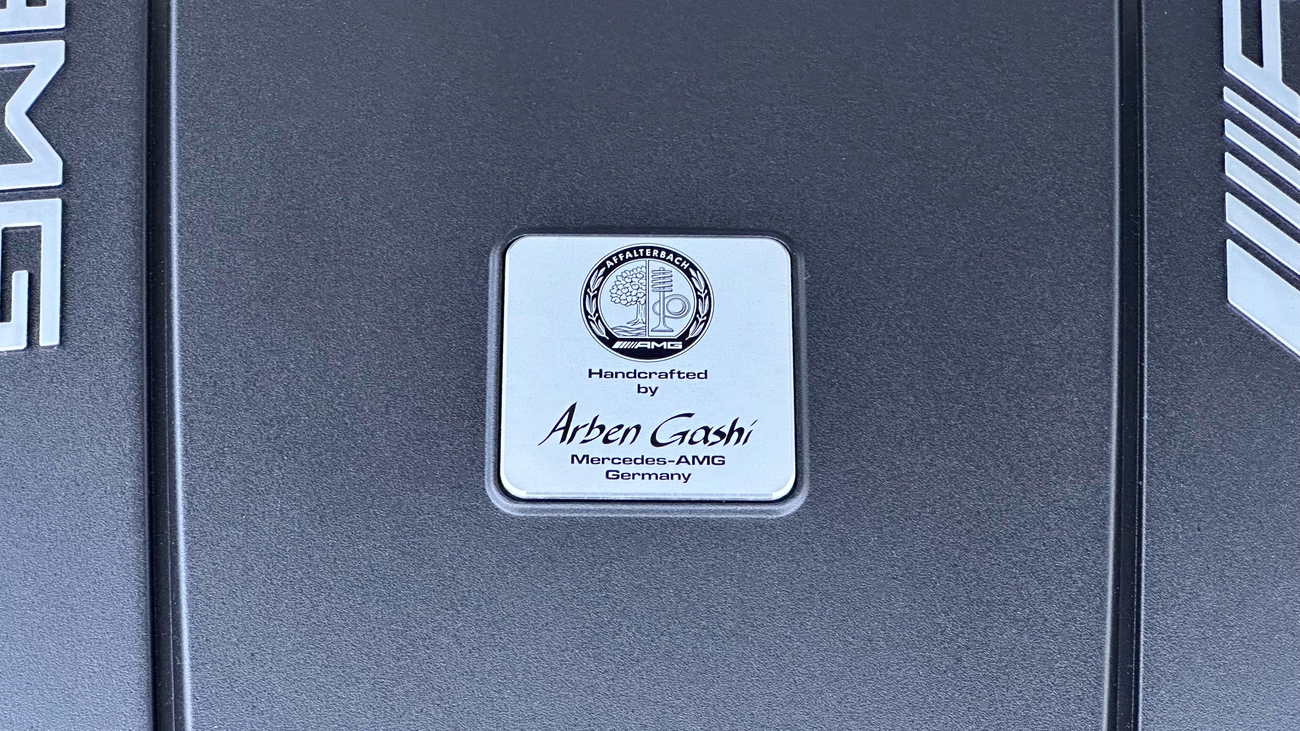 AMG
AFFALTERBACH
AMG
Handcrafted
by
Arben Gashi
Mercedes-AMG
Germany